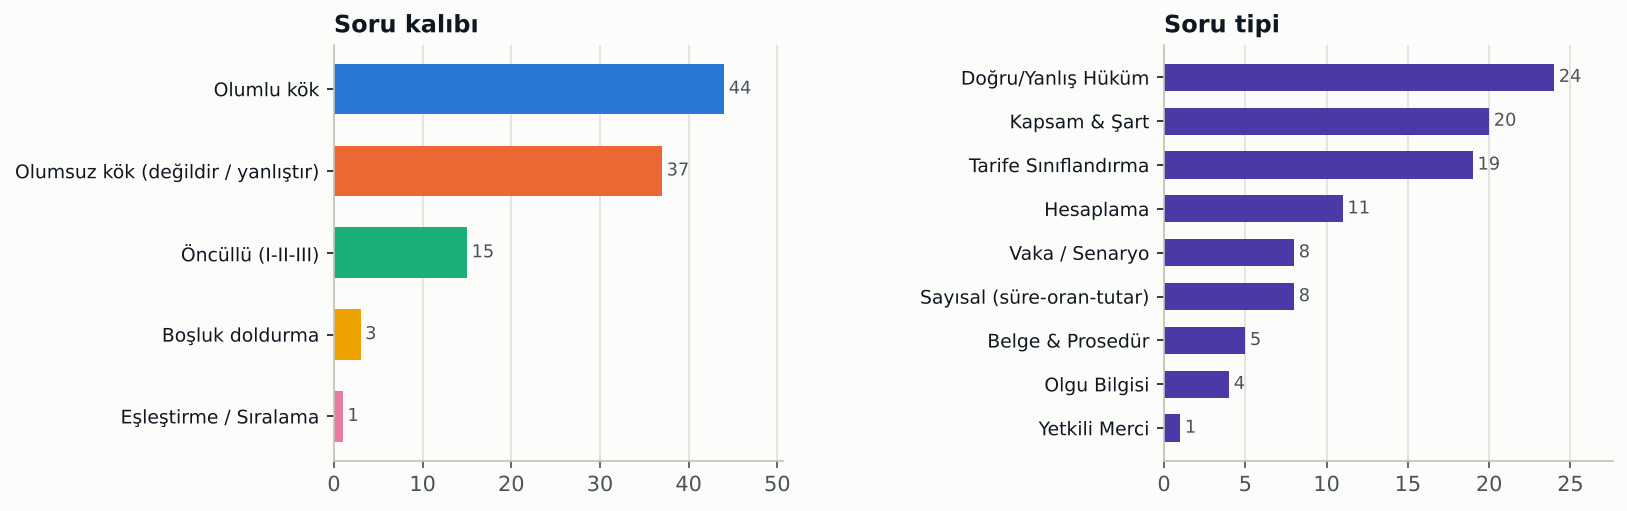 Soru kalıbı
Olumlu kök
44
Olumsuz kök (değildir / yanlıştır)
37
Öncüllü (I-II-III)
15
Boşluk doldurma
3
Eşleştirme / Sıralama
1
0 10 20 30 40 50
Soru tipi
Doğru/Yanlış Hüküm
24
Kapsam & Şart
20
Tarife Sınıflandırma
19
Hesaplama
11
Vaka / Senaryo
8
Sayısal (süre-oran-tutar)
8
Belge & Prosedür
5
Olgu Bilgisi
4
Yetkili Merci
1
0 5 10 15 20 25